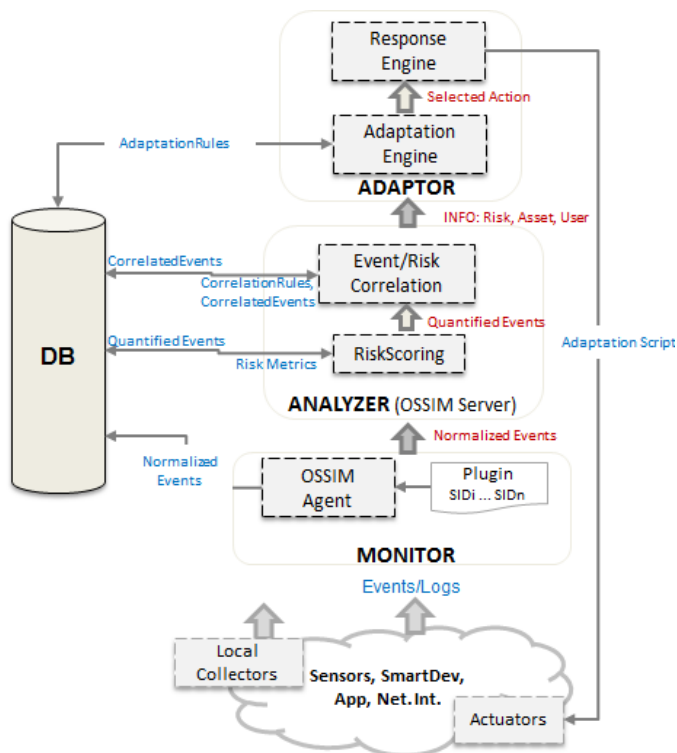 Response
Engine
Selected Action
AdaptationRules
Adaptation
Engine
ADAPTOR
INFO: Risk, Asset, User
CorrelatedEvents
CorrelationRules,
CorrelatedEvents
Event/Risk
Correlation
Quantified Events
Quantified Events
Risk Metrics
RiskScoring
Adaptation Script
DB
ANALYZER (OSSIM Server)
Normalized Events
Normalized
Events
OSSIM
Agent
Plugin
SIDi ... SIDn
MONITOR
Events/Logs
Local
Collectors
Sensors, SmartDev,
App, Net.Int.
Actuators